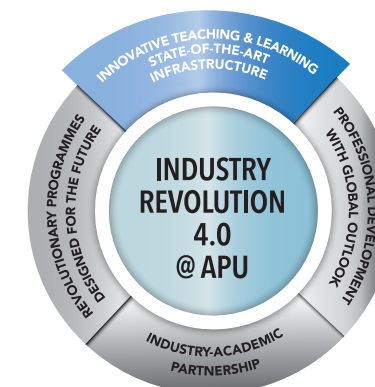 INNOVATIVE TEACHING & LEARNING
STATE-OF-THE-ART
INFRASTRUCTURE
PROFESSIONAL DEVELOPMENT
WITH GLOBAL OUTLOOK
INDUSTRY-ACADEMIC
PARTNERSHIP
REVOLUTIONARY PROGRAMMES
DESIGNED FOR THE FUTURE
INDUSTRY
REVOLUTION
4.0
@ APU